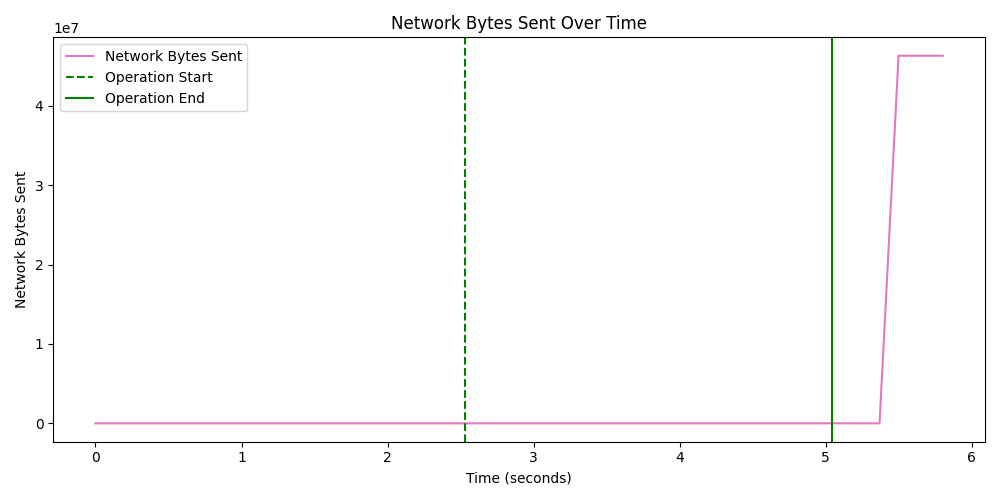 Network Bytes Sent Over Time
1e7
Network Bytes Sent
Operation Start
Operation End
Network Bytes Sent
4
3
2
1
0
0 1 2 3 4 5 6
Time (seconds)